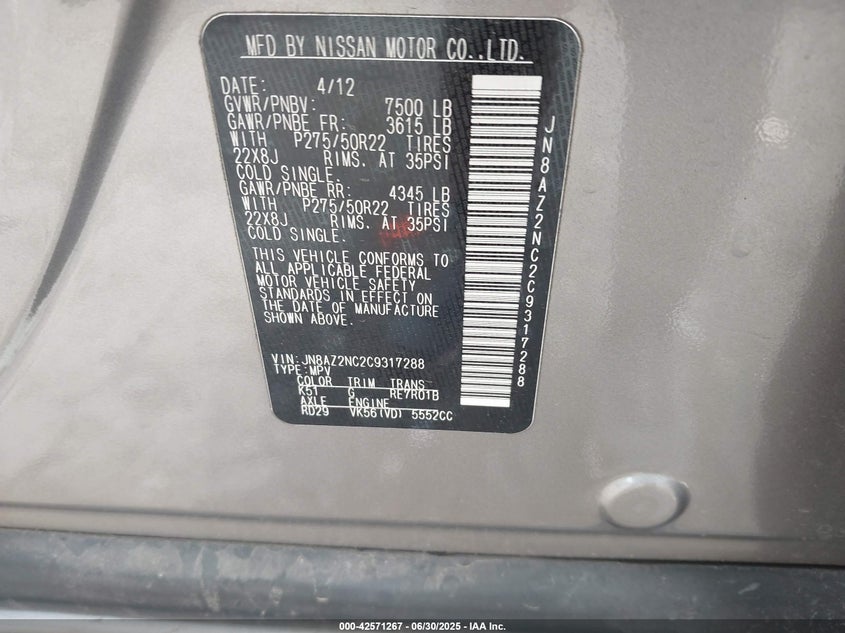 MFD BY NISSAN MOTOR CO.,LTD.
DATE: 4/12
GVWR/PNBV: 7500 LB
GAWR/PNBE FR: 3615 LB
WITH P275/50R22 TIRES
22X8J RIMS. AT 35PSI
COLD SINGLE.
GAWR/PNBE RR: 4345 LB
WITH P275/50R22 TIRES
22X8J RIMS. AT 35PSI
COLD SINGLE.
THIS VEHICLE CONFORMS TO
ALL APPLICABLE FEDERAL
MOTOR VEHICLE SAFETY
STANDARDS IN EFFECT ON
THE DATE OF MANUFACTURE
SHOWN ABOVE.
VIN: JN8AZ2NC2C9317288
TYPE: MPV
COLOR TRIM TRANS
K51 G RE7R01B
AXLE ENGINE
RD29 VK56(VD) 5552CC
JN8AZ2NC2C9317288
000-42571267 - 06/30/2025 - IAA Inc.